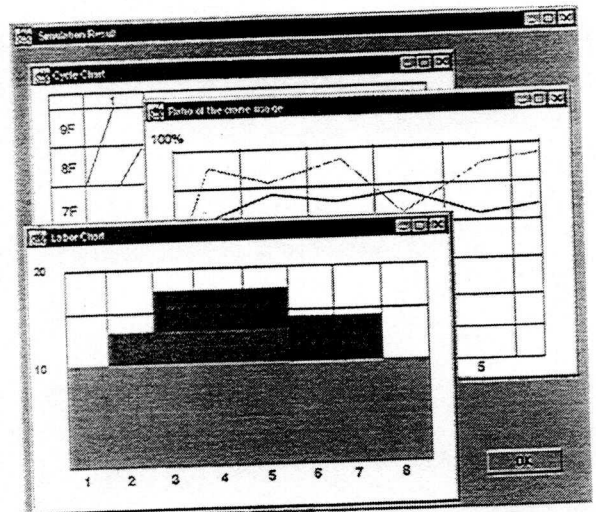 Simulation Result
Cycle Chart
1
9F
8F
7F
Ratio of the crane usage
100%
5
Labor Chart
20
10
1 2 3 4 5 6 7 8
OK